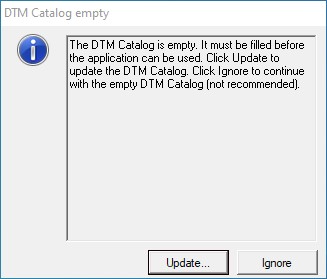 DTM Catalog empty
The DTM Catalog is empty. It must be filled before
the application can be used. Click Update to
update the DTM Catalog. Click Ignore to continue
with the empty DTM Catalog (not recommended).
Update...
Ignore